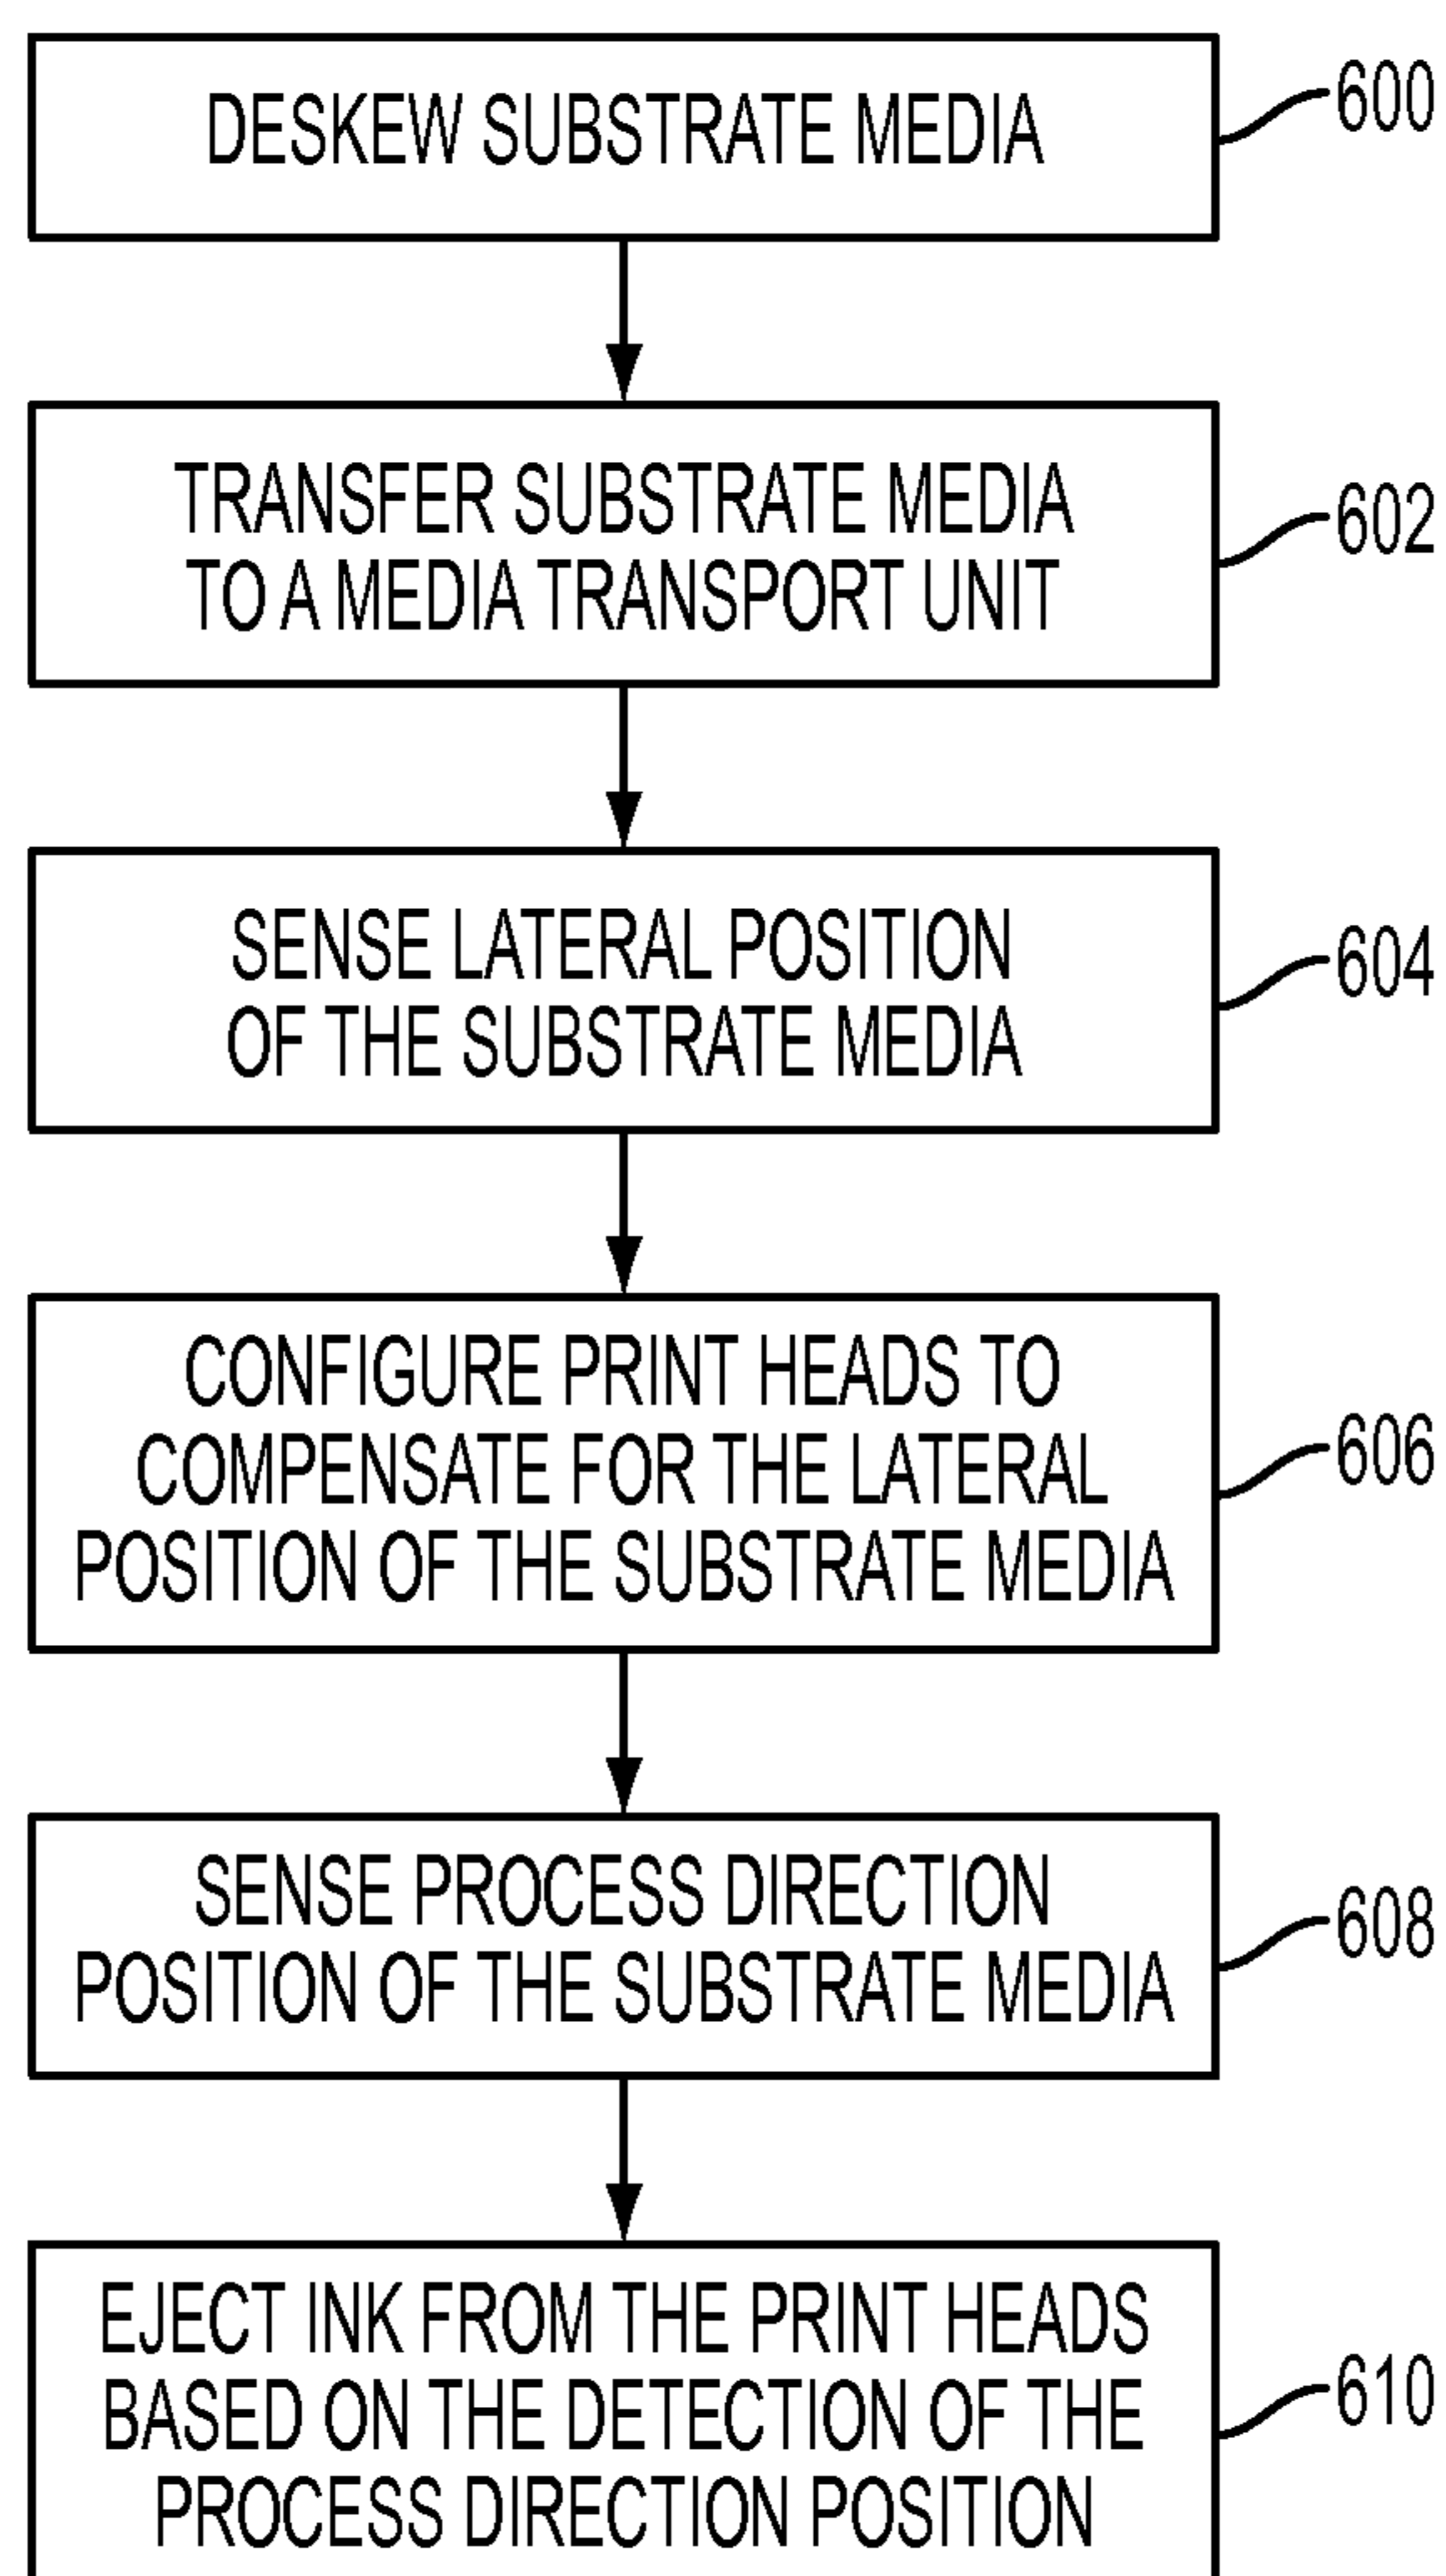 DESKEW SUBSTRATE MEDIA
600
TRANSFER SUBSTRATE MEDIA
TO A MEDIA TRANSPORT UNIT
602
SENSE LATERAL POSITION
OF THE SUBSTRATE MEDIA
604
CONFIGURE PRINT HEADS TO
COMPENSATE FOR THE LATERAL
POSITION OF THE SUBSTRATE MEDIA
606
SENSE PROCESS DIRECTION
POSITION OF THE SUBSTRATE MEDIA
608
EJECT INK FROM THE PRINT HEADS
BASED ON THE DETECTION OF THE
PROCESS DIRECTION POSITION
610